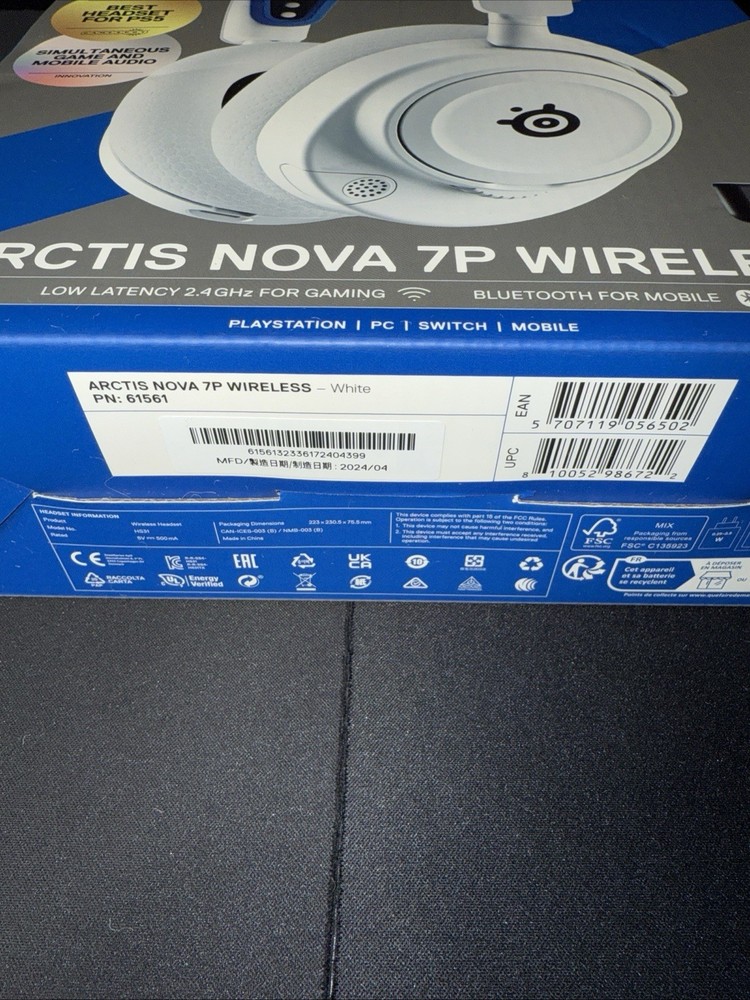 BEST
HEADSET
FOR PS5
SIMULTANEOUS
GAME AND
MOBILE AUDIO
INNOVATION
RCTIS NOVA 7P WIRELE
LOW LATENCY 2.4GHz FOR GAMING
BLUETOOTH FOR MOBILE
PLAYSTATION | PC | SWITCH | MOBILE
ARCTIS NOVA 7P WIRELESS – White
PN: 61561
6156132336172404399
MFD/製造日期/制造日期 : 2024/04
EAN
5 707119 056502
UPC
8 10052 98672 2
HEADSET INFORMATION
Product. Wireless Headset
Model No.
Rated 5V 500mA
Packaging Dimensions 223 x 230.5 x 75.5 mm
CAN-ICES-003 (B) / NMB-003 (B)
Made in China
This device complies with part 15 of the FCC Rules.
Operation is subject to the following two conditions:
1. This device may not cause harmful interference, and
2. This device must accept any interference received,
including interference that may cause undesired
operation.
FSC
MIX
Packaging from
responsible sources
FSC® C135923
CE
EAC
UK
CA
10
RACCOLTA
CARTA
UL Energy
Verified
FR
Cet appareil
et sa batterie
se recyclent
À DÉPOSER
EN MAGASIN
OU